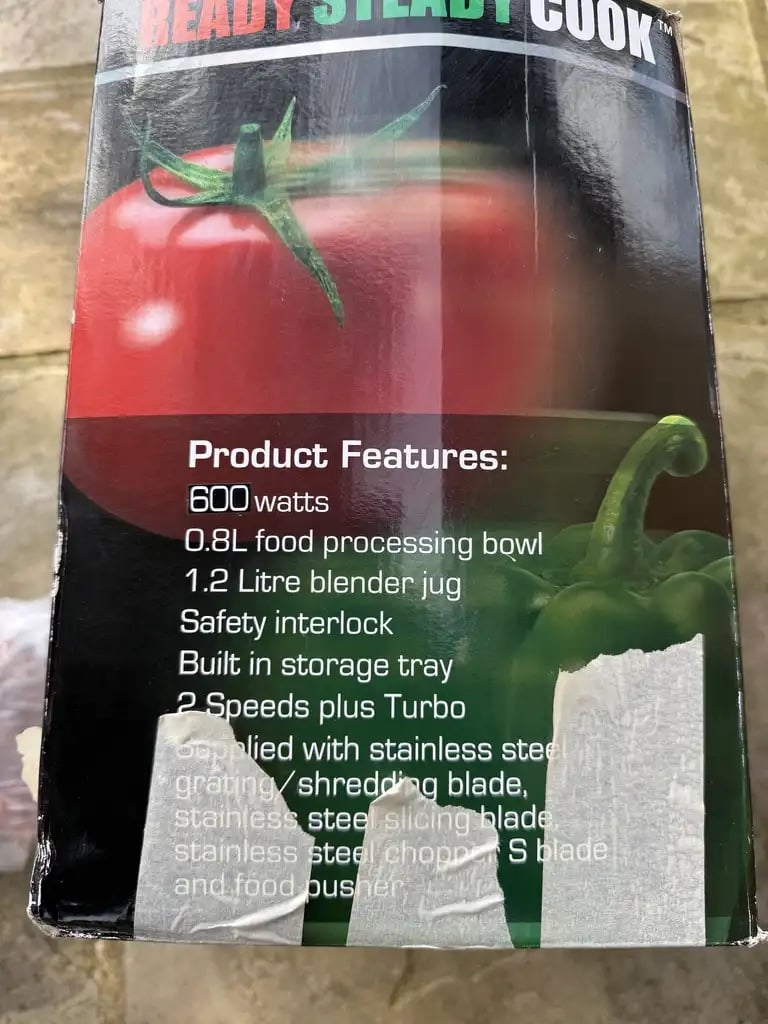 READY STEADY COOK™
Product Features:
600 watts
0.8L food processing bowl
1.2 Litre blender jug
Safety interlock
Built in storage tray
2 Speeds plus Turbo
Supplied with stainless steel
grating/shredding blade,
stainless steel slicing blade,
stainless steel chopper S blade
and food pusher